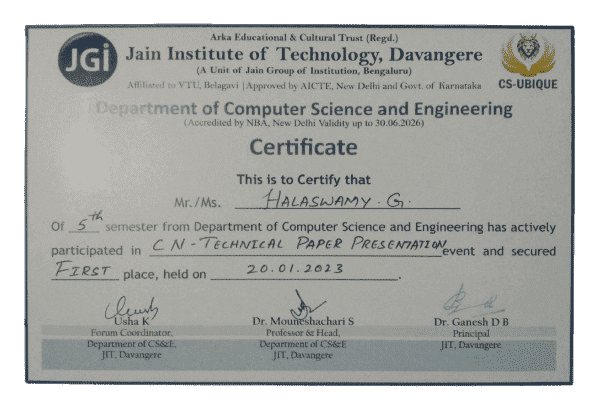 Arka Educational & Cultural Trust (Regd.)
JGi
Jain Institute of Technology, Davangere
(A Unit of Jain Group of Institution, Bengaluru)
CS-UBIQUE
Affiliated to VTU, Belagavi | Approved by AICTE, New Delhi and Govt. of Karnataka
Department of Computer Science and Engineering
(Accredited by NBA, New Delhi Validity up to 30.06.2026)
Certificate
This is to Certify that
Mr./Ms. HALASWAMY. G.
Of 5th semester from Department of Computer Science and Engineering has actively
participated in CN-TECHNICAL PAPER PRESENTATION event and secured
FIRST place, held on 20.01.2023.
Usha K
Forum Coordinator,
Department of CS&E,
JIT, Davangere
Dr. Mouneshachari S
Professor & Head,
Department of CS&E
JIT, Davangere
Dr. Ganesh D B
Principal
JIT, Davangere